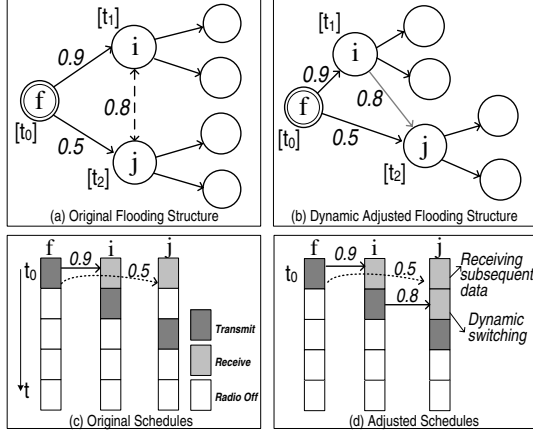 [t₁]
i
0.9
f
[t₀]
0.8
0.5
j
[t₂]
(a) Original Flooding Structure
[t₁]
i
0.9
f
[t₀]
0.8
0.5
j
[t₂]
(b) Dynamic Adjusted Flooding Structure
f i j
t₀
0.9
0.5
Transmit
Receive
Radio Off
t
(c) Original Schedules
f i j
t₀
0.9
0.5
0.8
Receiving
subsequent
data
Dynamic
switching
(d) Adjusted Schedules